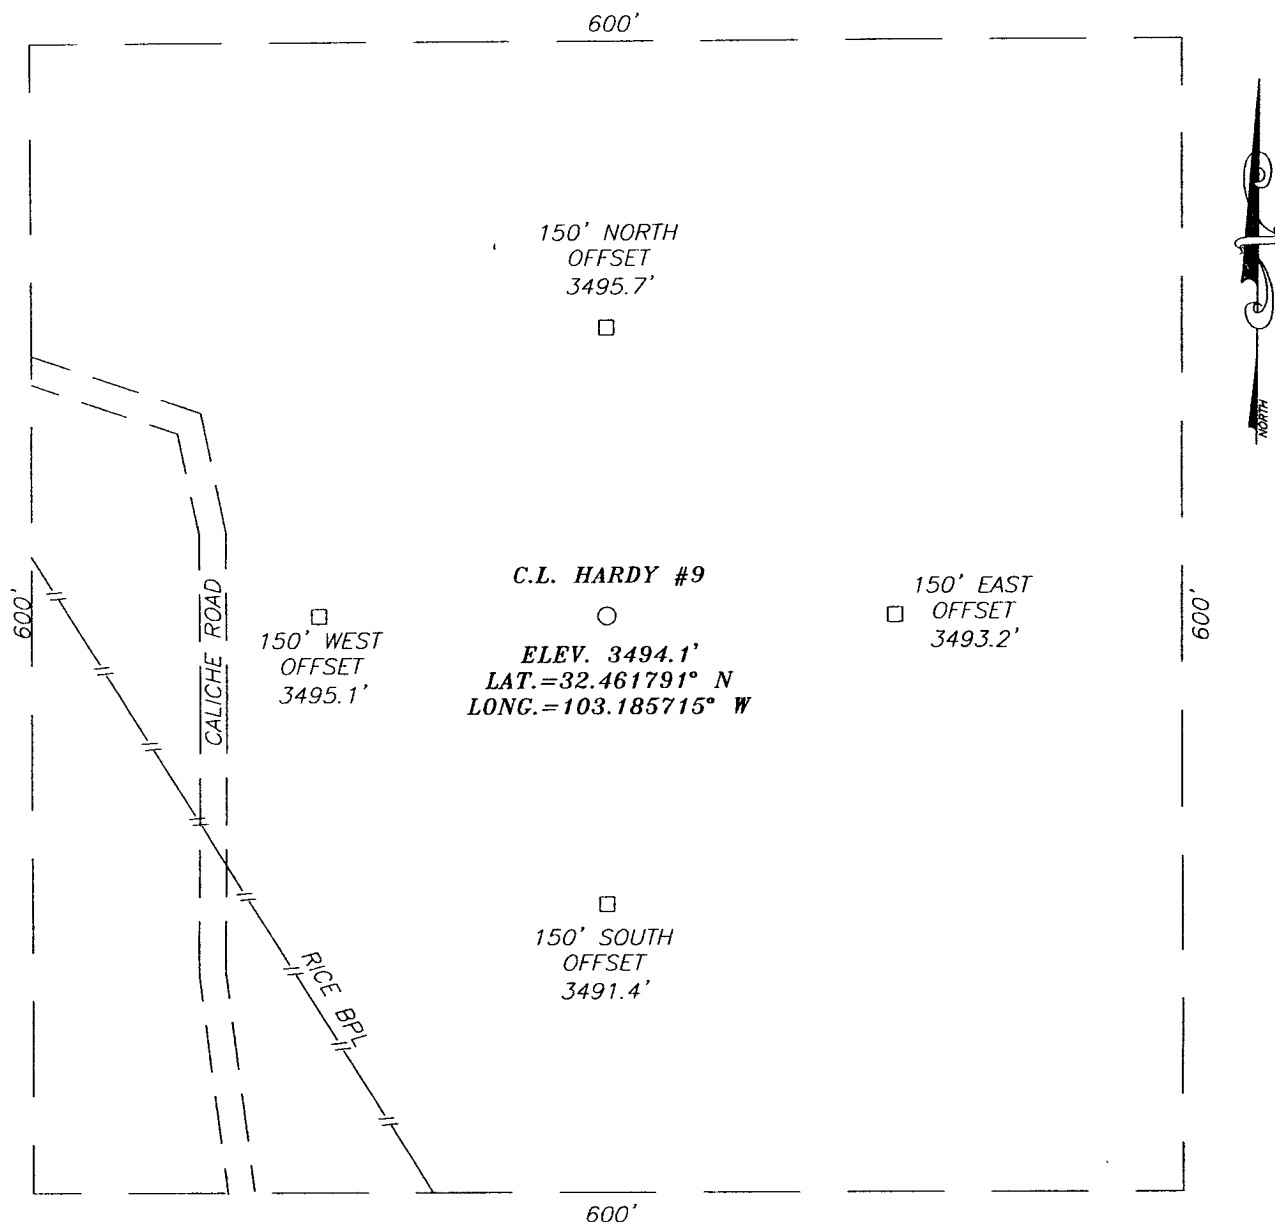 600'
150' NORTH
OFFSET
3495.7'
NORTH
C.L. HARDY #9
ELEV. 3494.1'
LAT.=32.461791° N
LONG.=103.185715° W
150' EAST
OFFSET
3493.2'
600'
600'
CALICHE ROAD
150' WEST
OFFSET
3495.1'
150' SOUTH
OFFSET
3491.4'
RICE BPL
600'